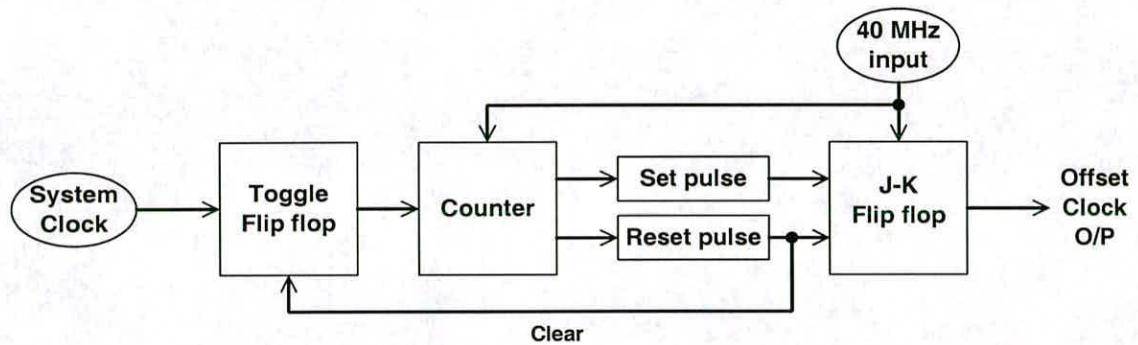 40 MHz
input
System
Clock
Toggle
Flip flop
Counter
Set pulse
Reset pulse
J-K
Flip flop
Offset
Clock
O/P
Clear